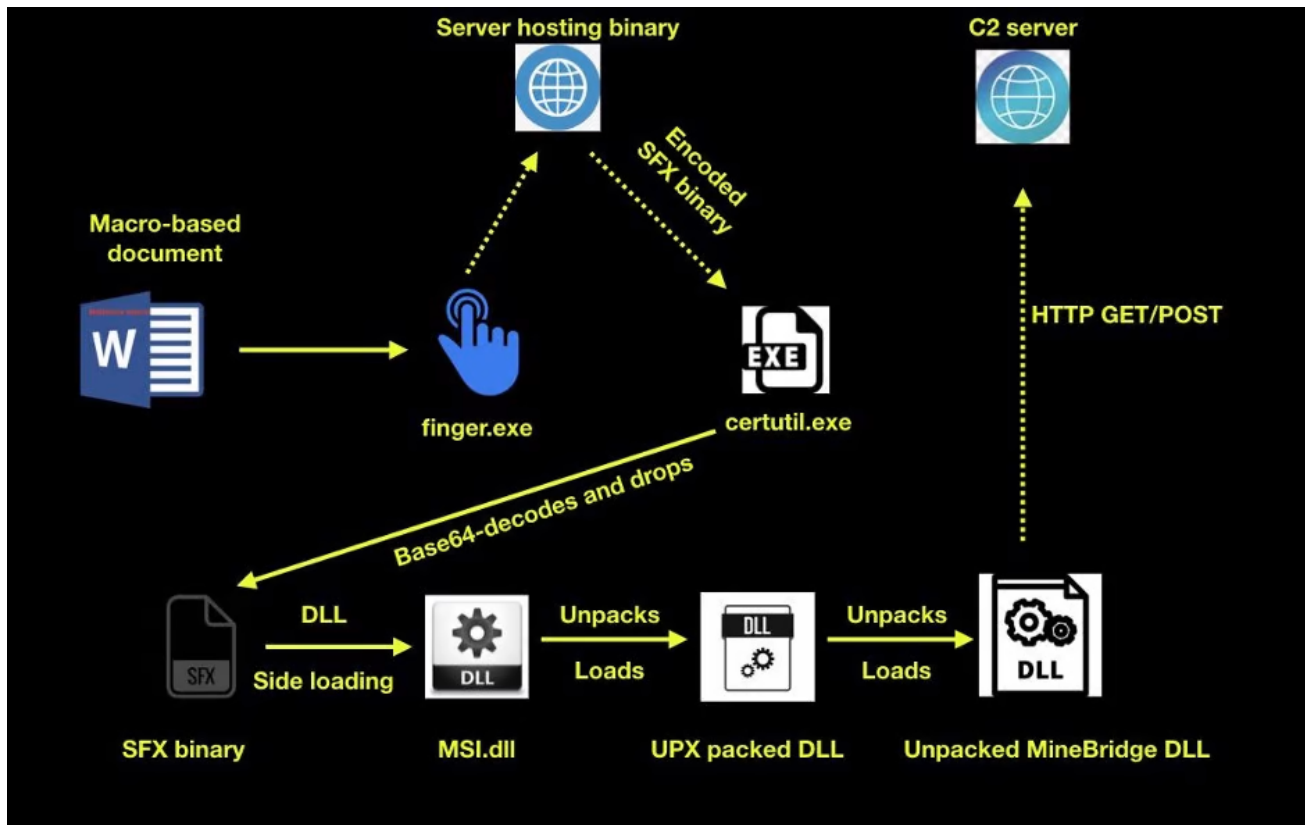 Server hosting binary
C2 server
Encoded
SFX binary
Macro-based
document
W
HTTP GET/POST
EXE
finger.exe
certutil.exe
Base64-decodes and drops
DLL
Side loading
Unpacks
Loads
Unpacks
Loads
SFX
DLL
DLL
DLL
SFX binary
MSI.dll
UPX packed DLL
Unpacked MineBridge DLL